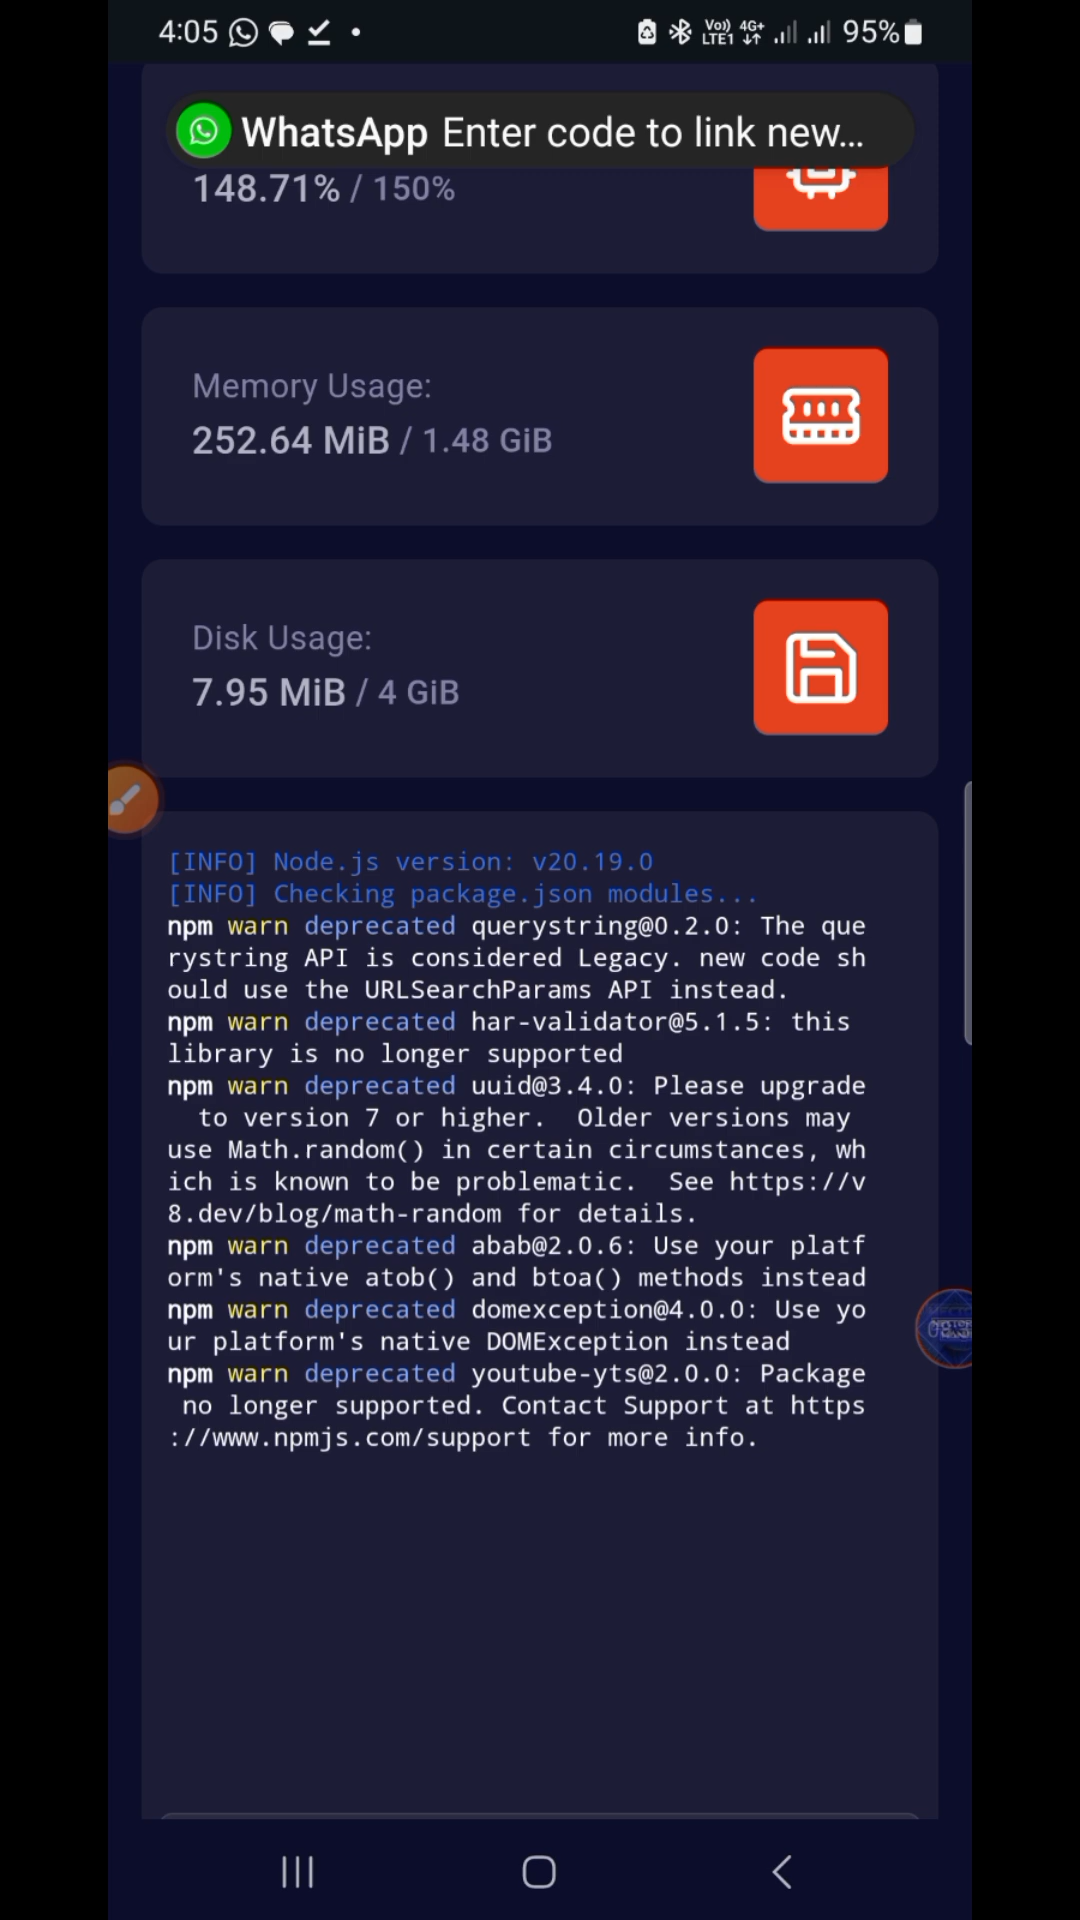 4:05
Vo)) LTE1 4G+ 95%
WhatsApp Enter code to link new...
148.71% / 150%
Memory Usage:
252.64 MiB / 1.48 GiB
Disk Usage:
7.95 MiB / 4 GiB
[INFO] Node.js version: v20.19.0
[INFO] Checking package.json modules...
npm warn deprecated querystring@0.2.0: The que
rystring API is considered Legacy. new code sh
ould use the URLSearchParams API instead.
npm warn deprecated har-validator@5.1.5: this
library is no longer supported
npm warn deprecated uuid@3.4.0: Please upgrade
to version 7 or higher.  Older versions may
use Math.random() in certain circumstances, wh
ich is known to be problematic.  See https://v
8.dev/blog/math-random for details.
npm warn deprecated abab@2.0.6: Use your platf
orm's native atob() and btoa() methods instead
npm warn deprecated domexception@4.0.0: Use yo
ur platform's native DOMException instead
npm warn deprecated youtube-yts@2.0.0: Package
no longer supported. Contact Support at https
://www.npmjs.com/support for more info.